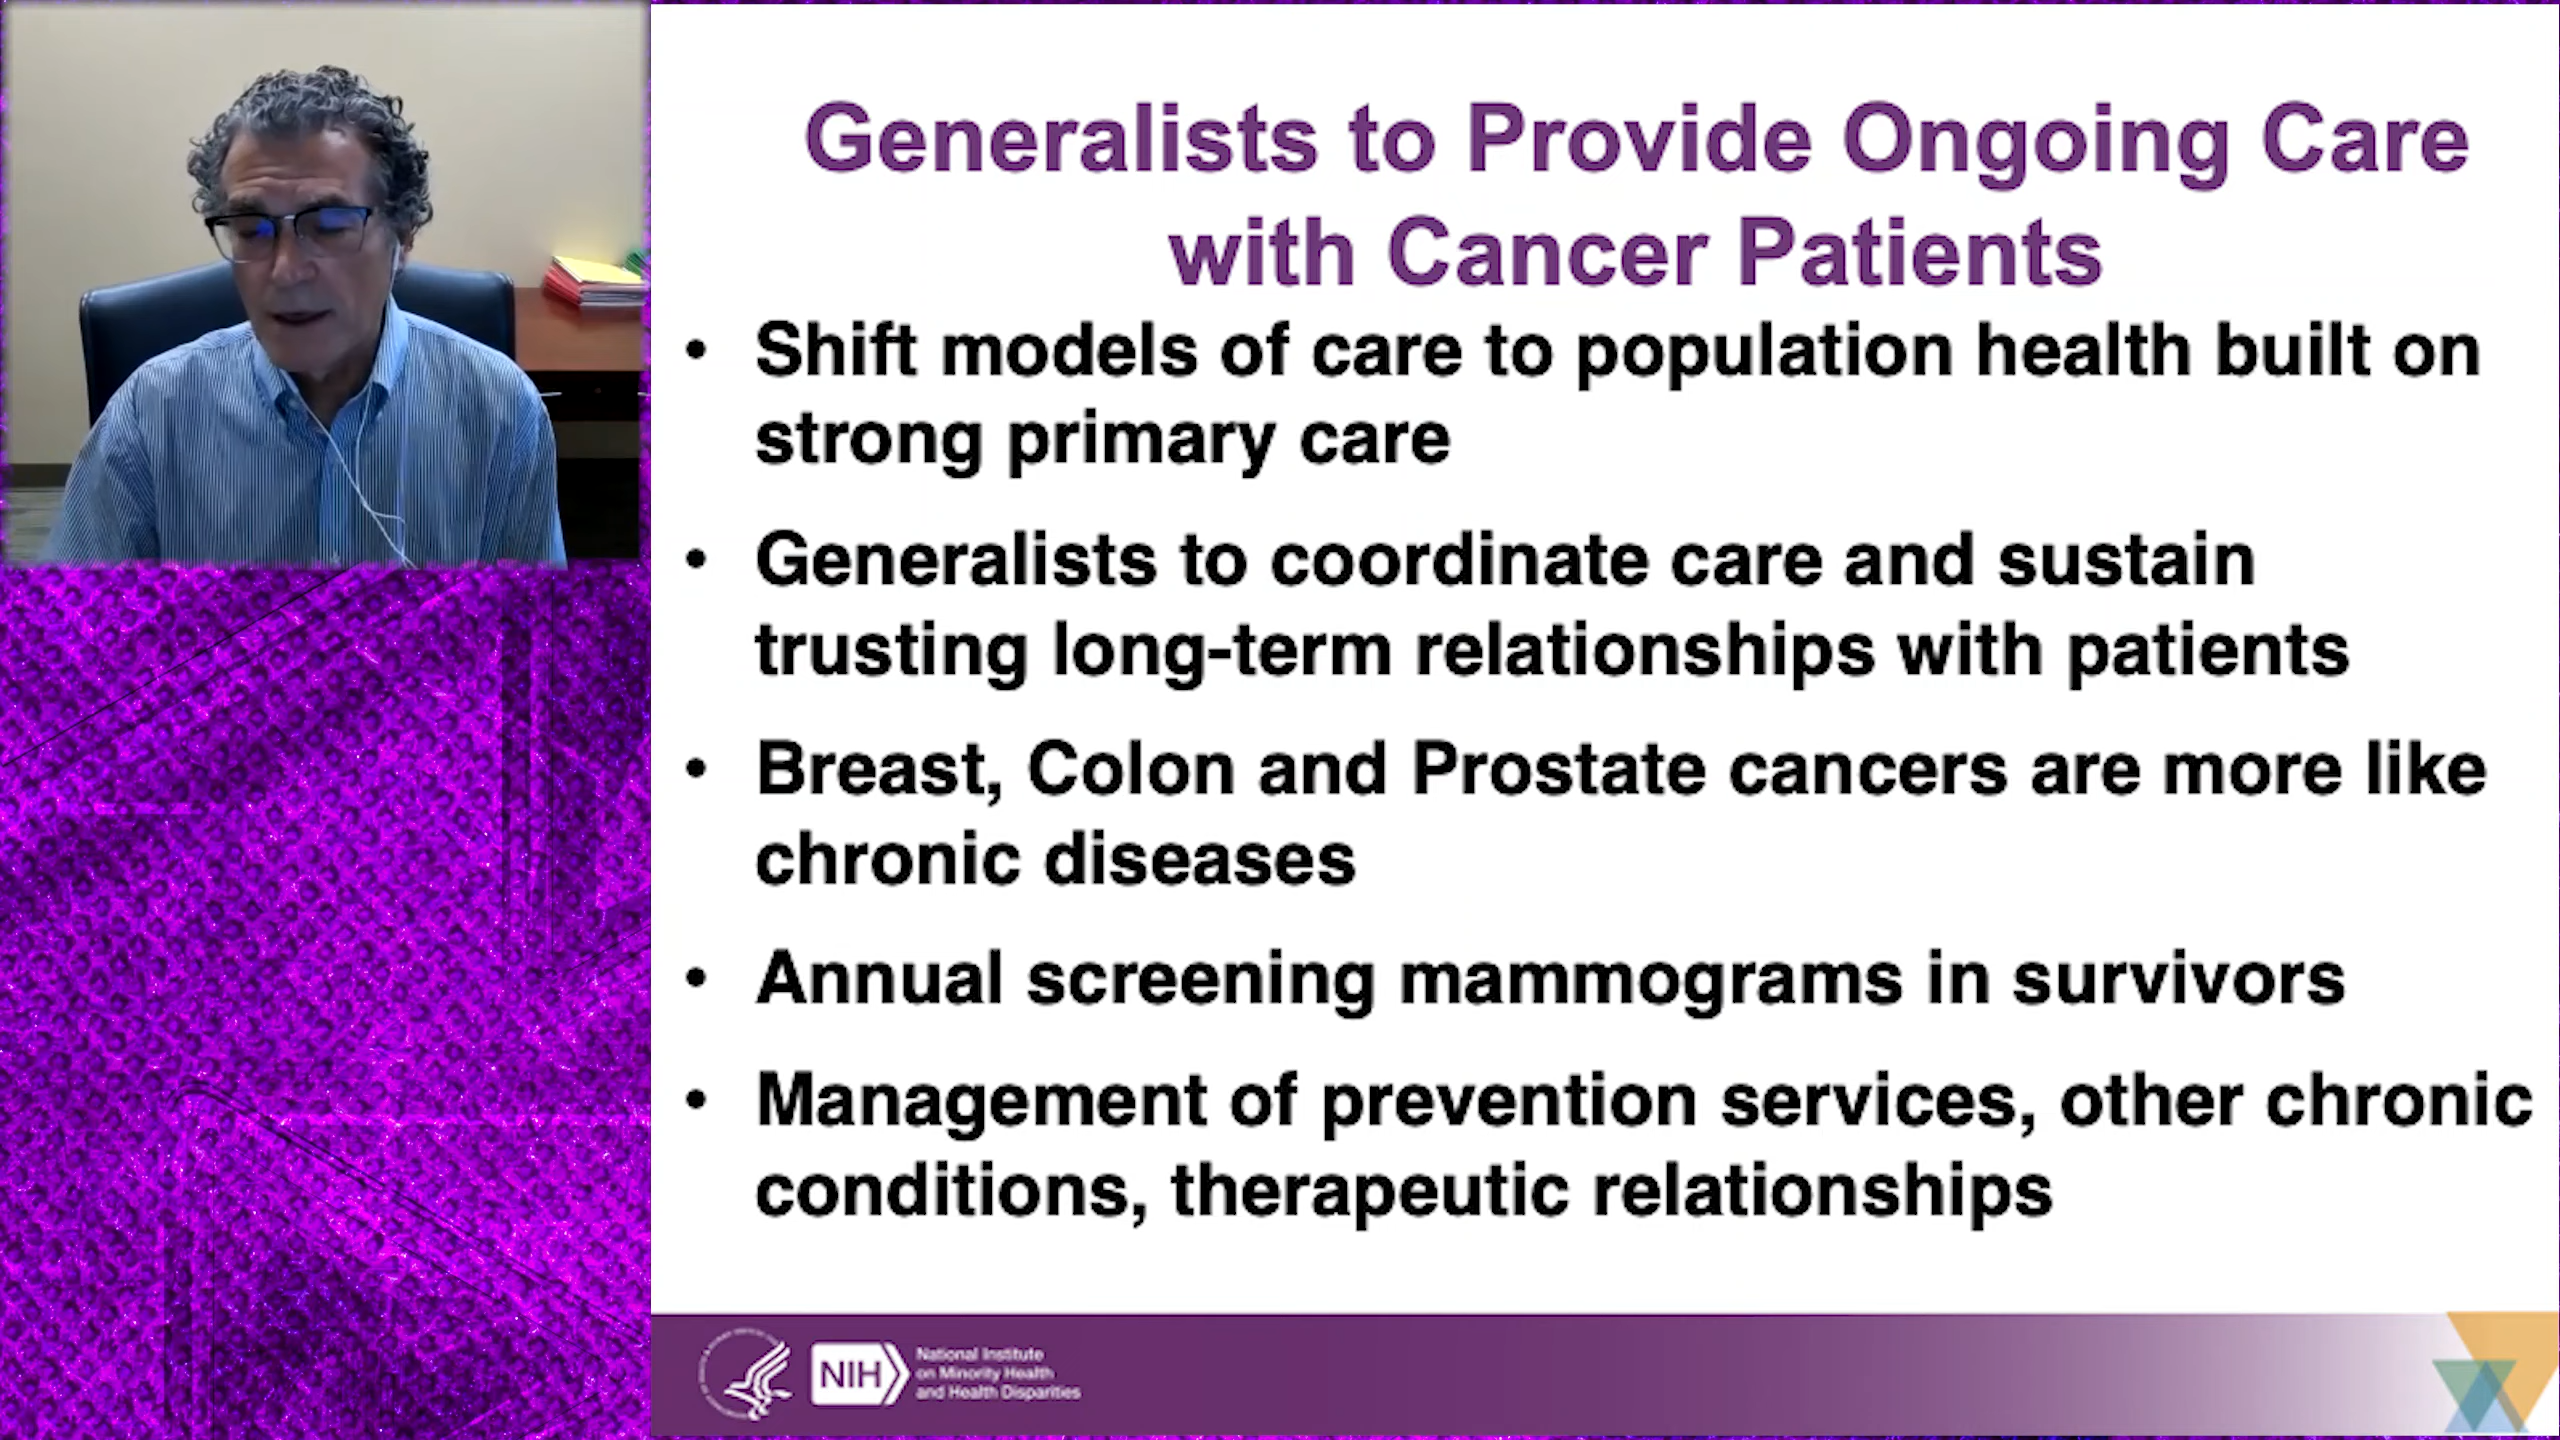 Generalists to Provide Ongoing Care
with Cancer Patients
• Shift models of care to population health built on
strong primary care
• Generalists to coordinate care and sustain
trusting long-term relationships with patients
• Breast, Colon and Prostate cancers are more like
chronic diseases
• Annual screening mammograms in survivors
• Management of prevention services, other chronic
conditions, therapeutic relationships
NIH
National Institute
on Minority Health
and Health Disparities